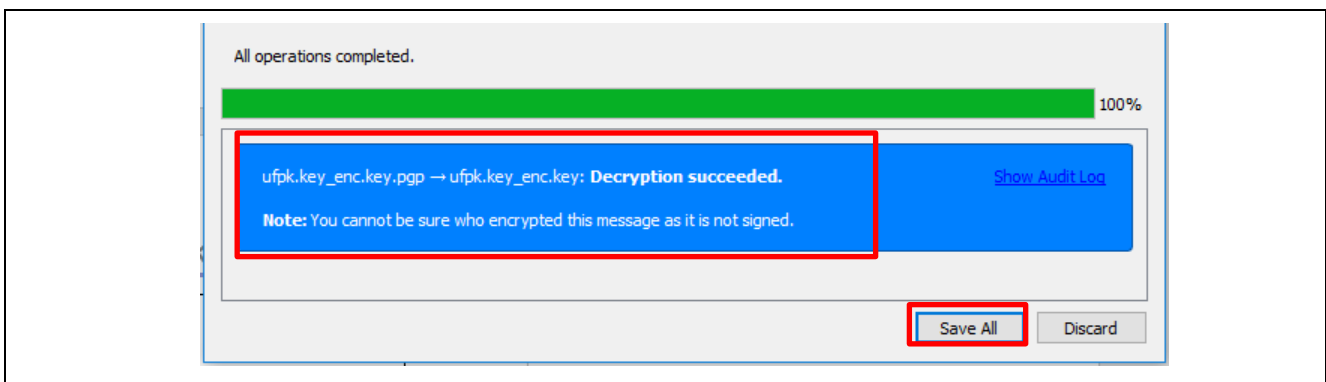 All operations completed.
100%
ufpk.key_enc.key.pgp → ufpk.key_enc.key: Decryption succeeded.
Show Audit Log
Note: You cannot be sure who encrypted this message as it is not signed.
Save All
Discard